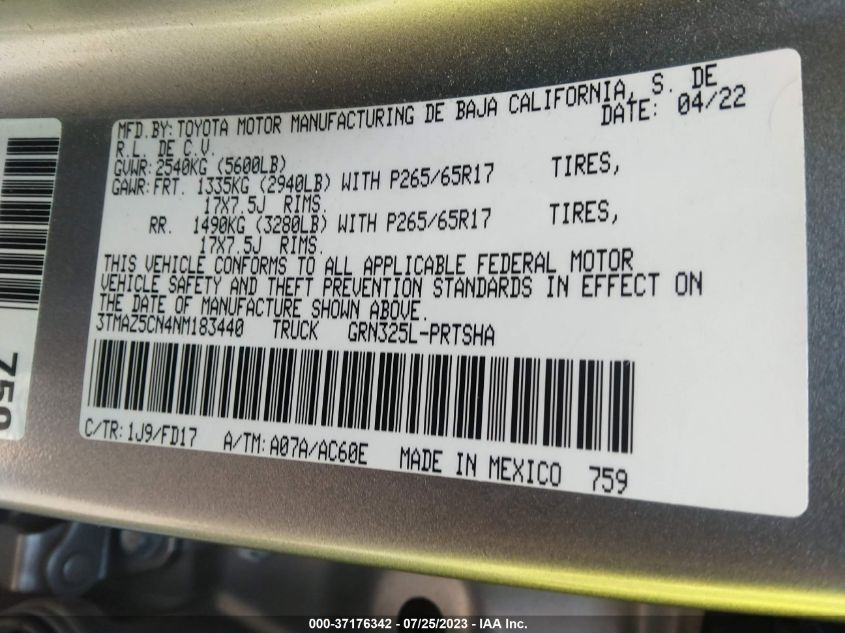 MFD.BY:TOYOTA MOTOR MANUFACTURING DE BAJA CALIFORNIA, S. DE
R.L. DE C.V. DATE: 04/22
GVWR:2540KG (5600LB)
GAWR:FRT. 1335KG (2940LB) WITH P265/65R17 TIRES,
17X7.5J RIMS.
RR. 1490KG (3280LB) WITH P265/65R17 TIRES,
17X7.5J RIMS.
THIS VEHICLE CONFORMS TO ALL APPLICABLE FEDERAL MOTOR
VEHICLE SAFETY AND THEFT PREVENTION STANDARDS IN EFFECT ON
THE DATE OF MANUFACTURE SHOWN ABOVE.
3TMAZ5CN4NM183440 TRUCK GRN325L-PRTSHA
C/TR:1J9/FD17 A/TM:A07A/AC60E MADE IN MEXICO 759
759
000-37176342 / 07/25/2023 - IAA Inc.